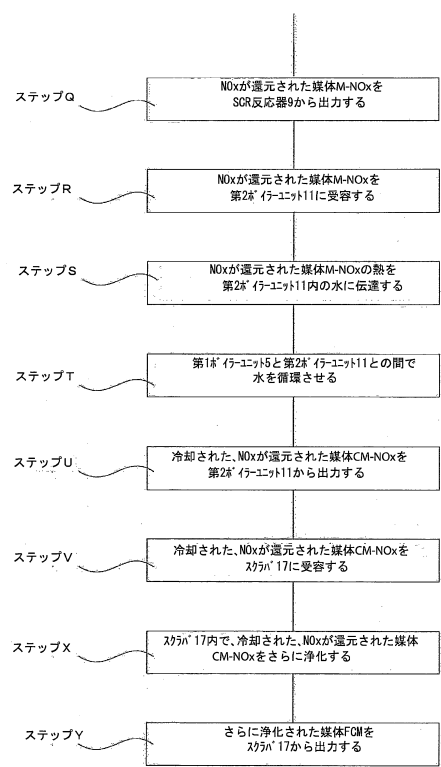 ステップQ
NOxが還元された媒体M-NOxを
SCR反応器9から出力する
ステップR
NOxが還元された媒体M-NOxを
第2ﾎﾞｲﾗｰﾕﾆｯﾄ11に受容する
ステップS
NOxが還元された媒体M-NOxの熱を
第2ﾎﾞｲﾗｰﾕﾆｯﾄ11内の水に伝達する
ステップT
第1ﾎﾞｲﾗｰﾕﾆｯﾄ5と第2ﾎﾞｲﾗｰﾕﾆｯﾄ11との間で
水を循環させる
ステップU
冷却された、NOxが還元された媒体CM-NOxを
第2ﾎﾞｲﾗｰﾕﾆｯﾄ11から出力する
ステップV
冷却された、NOxが還元された媒体CM-NOxを
ｽｸﾗﾊﾞ17に受容する
ステップX
ｽｸﾗﾊﾞ17内で、冷却された、NOxが還元された媒体
CM-NOxをさらに浄化する
ステップY
さらに浄化された媒体FCMを
ｽｸﾗﾊﾞ17から出力する